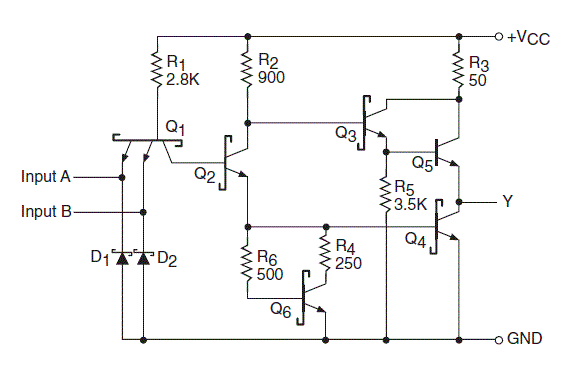 +VCC
R1
2.8K
R2
900
R3
50
Q1
Q3
Q2
Q5
Input A
R5
3.5K
Y
Input B
Q4
D1
D2
R6
500
R4
250
Q6
GND